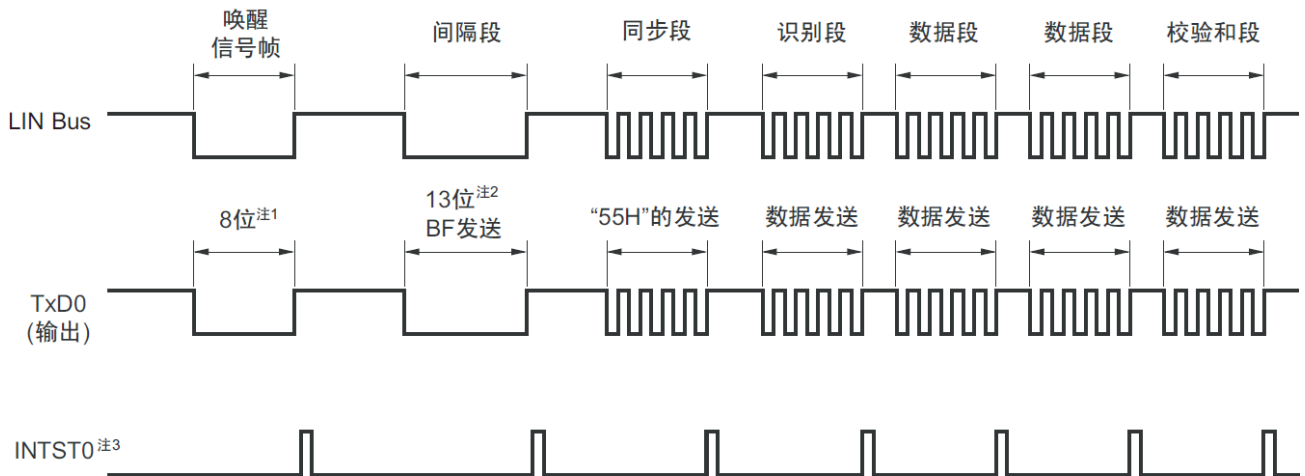 唤醒
信号帧
间隔段
同步段
识别段
数据段
数据段
校验和段
LIN Bus
8位注1
13位注2
BF发送
“55H”的发送
数据发送
数据发送
数据发送
数据发送
TxD0
(输出)
INTST0注3